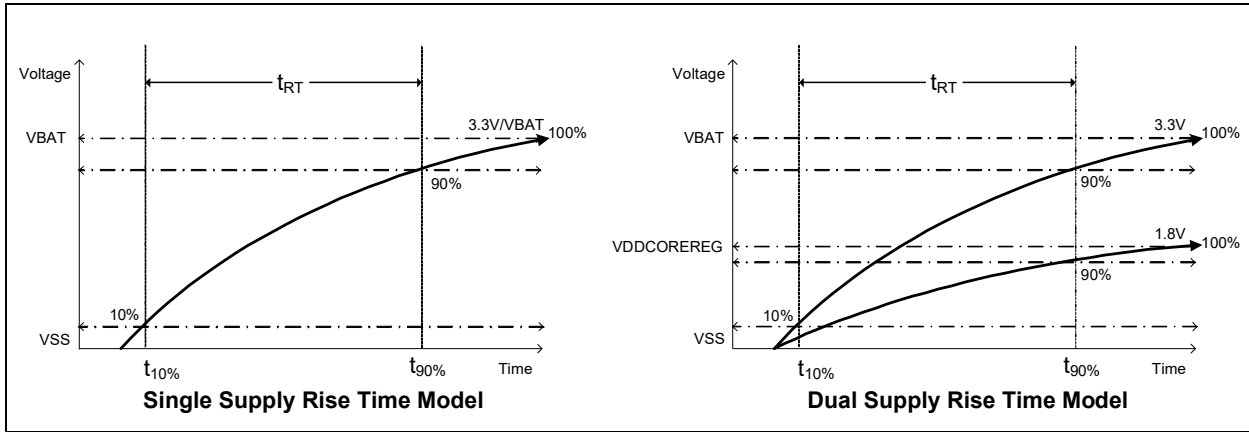 Voltage
tRT
VBAT
3.3V/VBAT
100%
90%
10%
VSS
t10%
t90%
Time
Single Supply Rise Time Model
Voltage
tRT
VBAT
3.3V
100%
90%
VDDCOREREG
1.8V
100%
90%
10%
VSS
t10%
t90%
Time
Dual Supply Rise Time Model